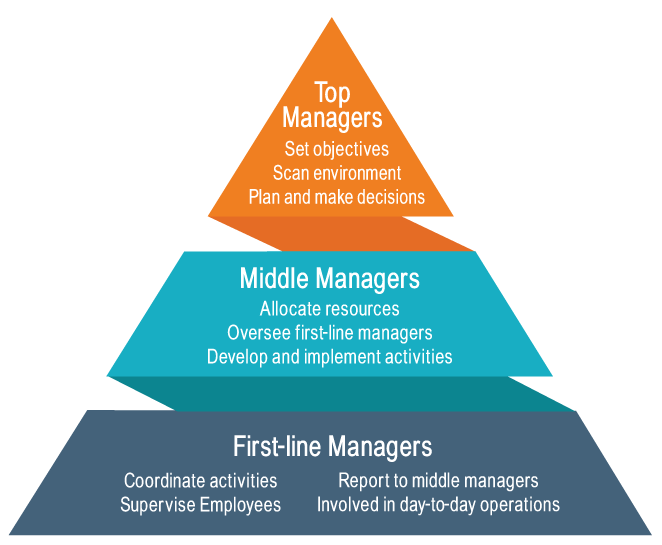 Top
Managers
Set objectives
Scan environment
Plan and make decisions
Middle Managers
Allocate resources
Oversee first-line managers
Develop and implement activities
First-line Managers
Coordinate activities
Supervise Employees
Report to middle managers
Involved in day-to-day operations